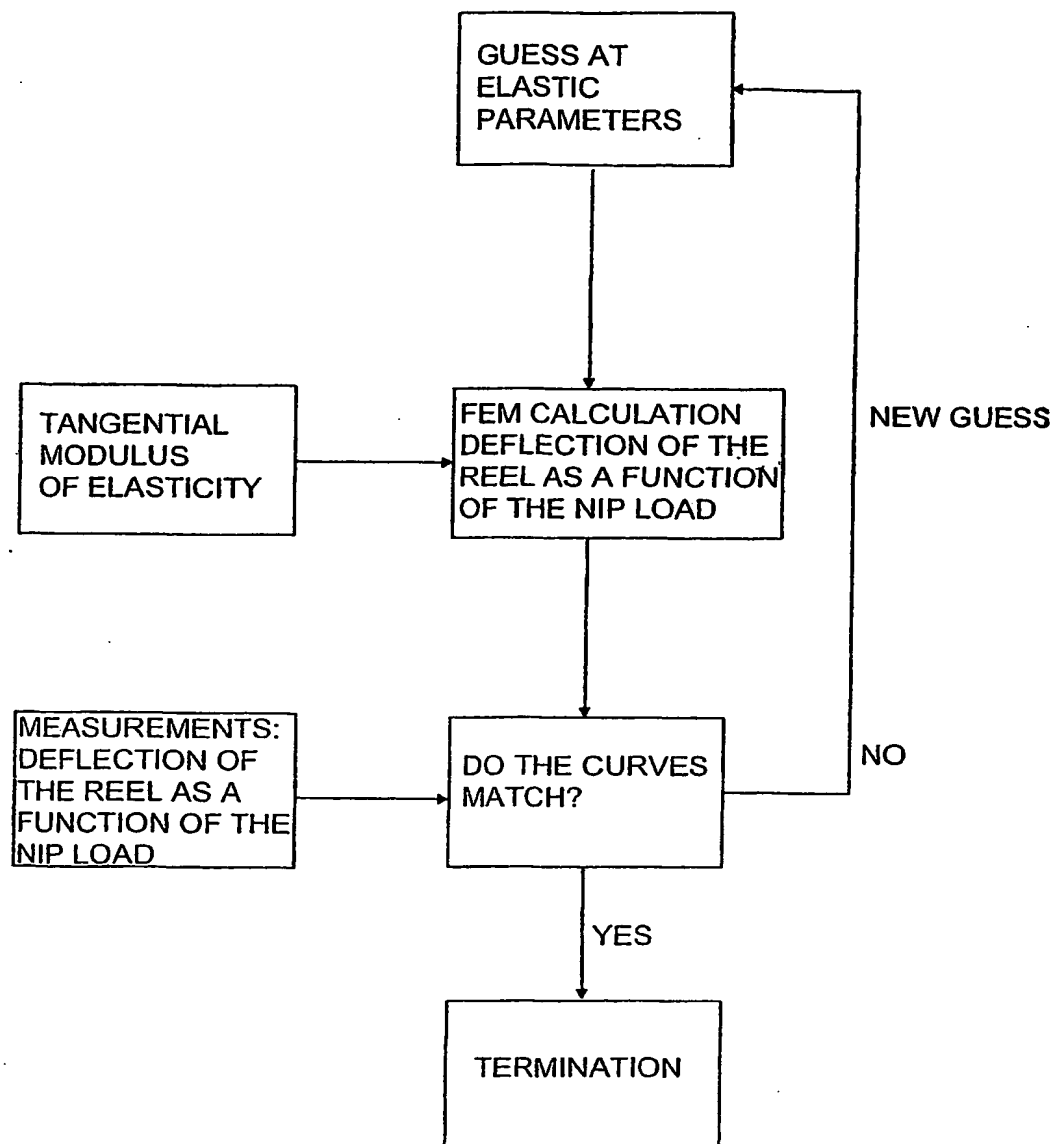 GUESS AT
ELASTIC
PARAMETERS
TANGENTIAL
MODULUS
OF ELASTICITY
FEM CALCULATION
DEFLECTION OF THE
REEL AS A FUNCTION
OF THE NIP LOAD
NEW GUESS
MEASUREMENTS:
DEFLECTION OF
THE REEL AS A
FUNCTION OF THE
NIP LOAD
DO THE CURVES
MATCH?
NO
YES
TERMINATION